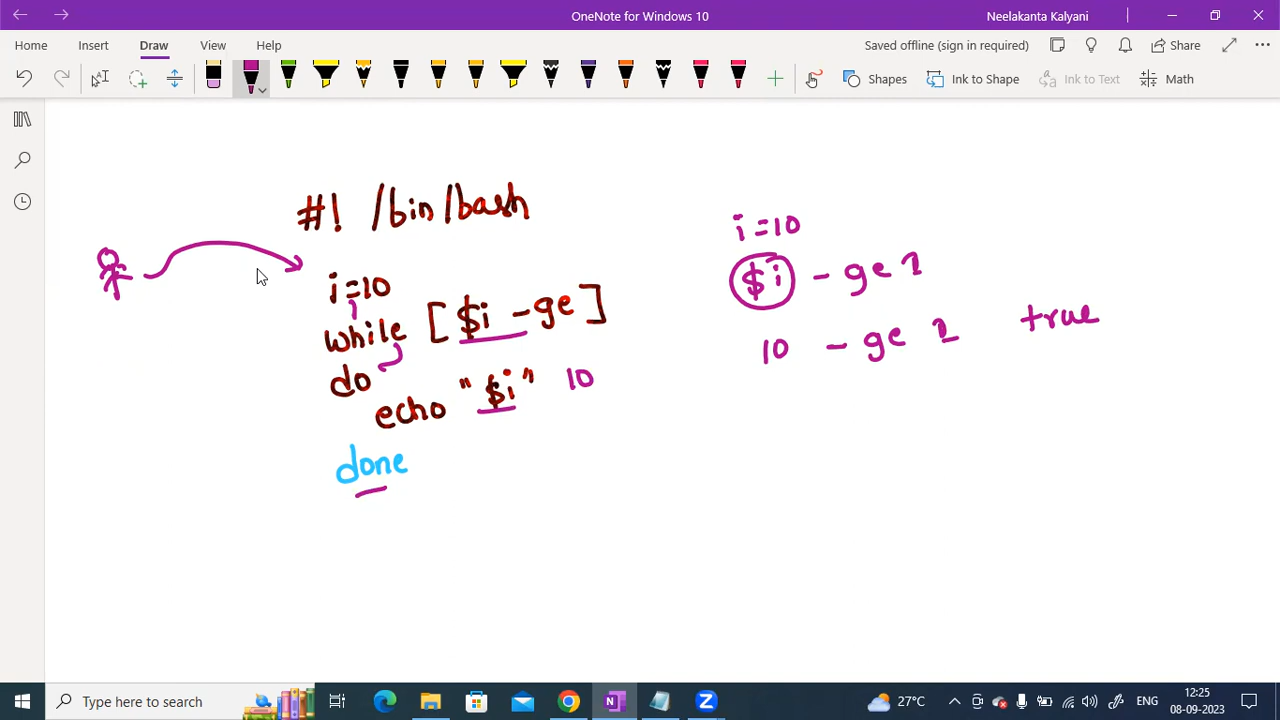 OneNote for Windows 10
Neelakanta Kalyani
Home Insert Draw View Help
Saved offline (sign in required)
Share
Shapes
Ink to Shape
Ink to Text
Math
#! /bin/bash
i=10
while [$i -ge]
do
echo "$i" 10
done
i=10
$i - ge 1
10 - ge 1 true
Type here to search
27°C
ENG
12:25
08-09-2023